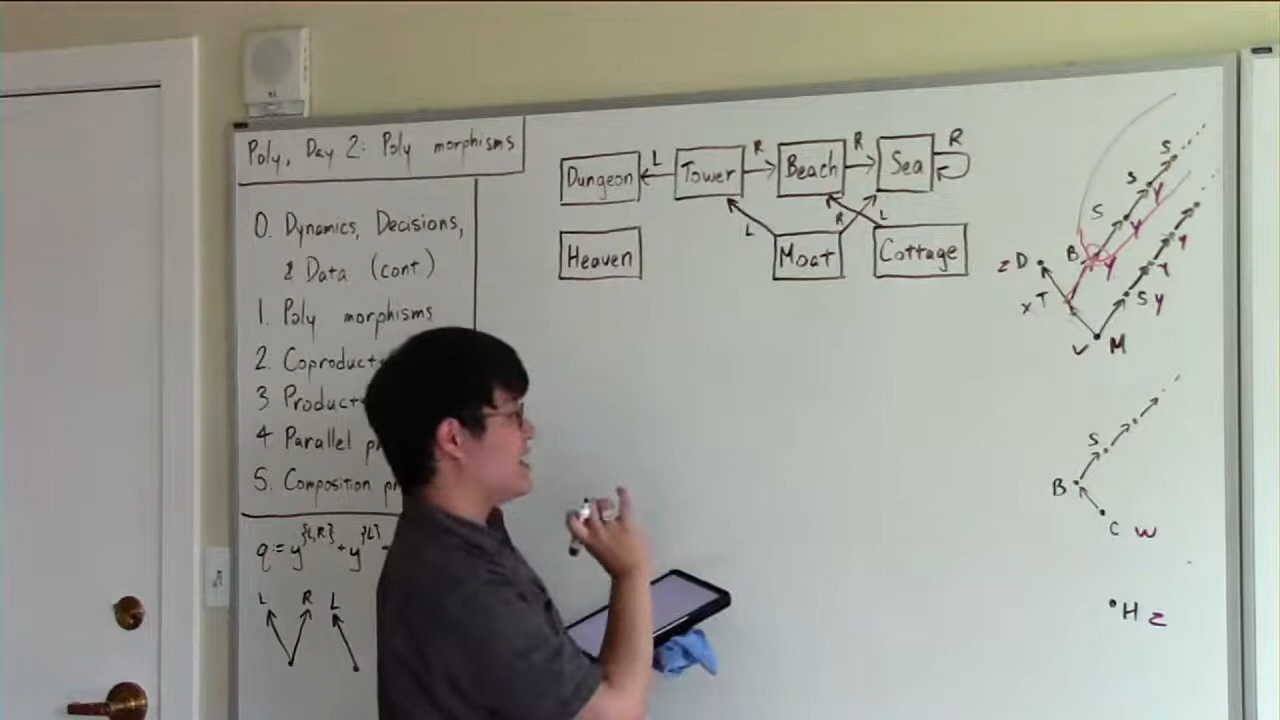 Poly, Day 2: Poly morphisms
0. Dynamics, Decisions,
& Data (cont.)
1. Poly morphisms
2. Coproduct
3. Product
4 Parallel p
5. Composition p
q := y^{L,R} + y^{L}
L R L
L R R R
Dungeon Tower Beach Sea
L R L
Heaven Moat Cottage
S
S y
S y
z D B y y
x T S y y
v M
S
B
C w
H z